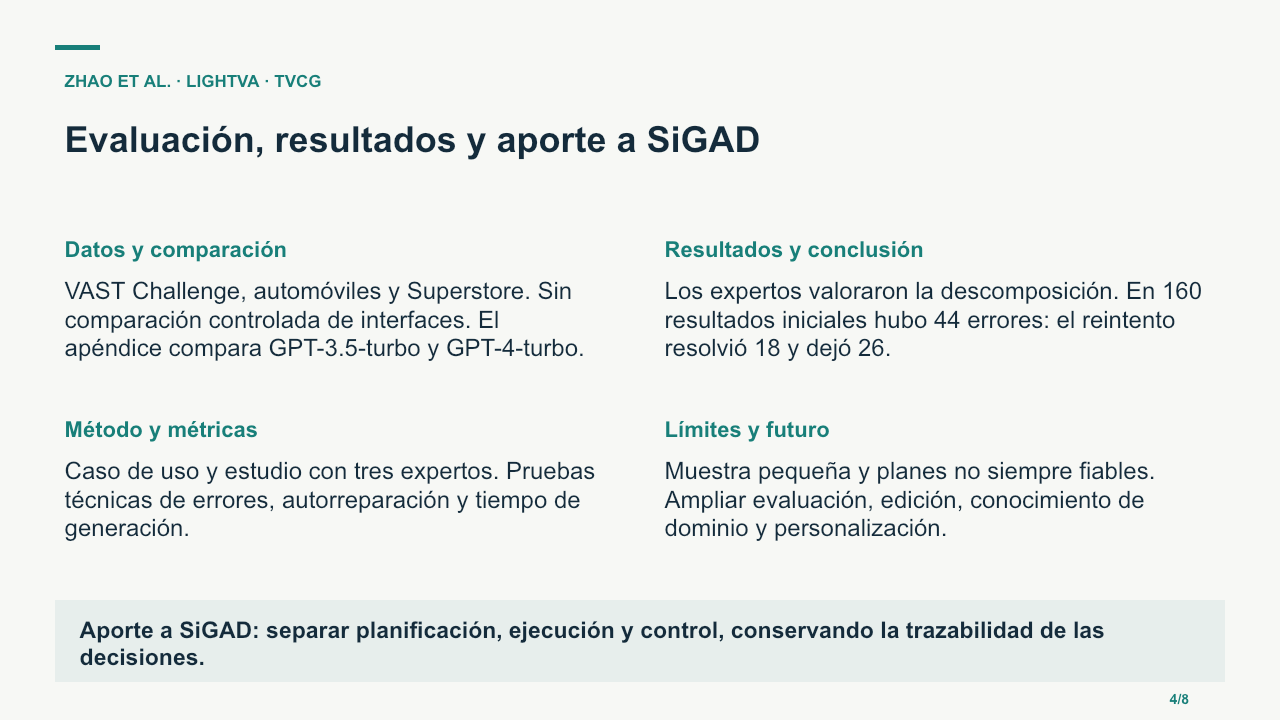 ZHAO ET AL. · LIGHTVA · TVCG
Evaluación, resultados y aporte a SiGAD
Datos y comparación
VAST Challenge, automóviles y Superstore. Sin
comparación controlada de interfaces. El
apéndice compara GPT-3.5-turbo y GPT-4-turbo.
Método y métricas
Caso de uso y estudio con tres expertos. Pruebas
técnicas de errores, autorreparación y tiempo de
generación.
Resultados y conclusión
Los expertos valoraron la descomposición. En 160
resultados iniciales hubo 44 errores: el reintento
resolvió 18 y dejó 26.
Límites y futuro
Muestra pequeña y planes no siempre fiables.
Ampliar evaluación, edición, conocimiento de
dominio y personalización.
Aporte a SiGAD: separar planificación, ejecución y control, conservando la trazabilidad de las
decisiones.
4/8